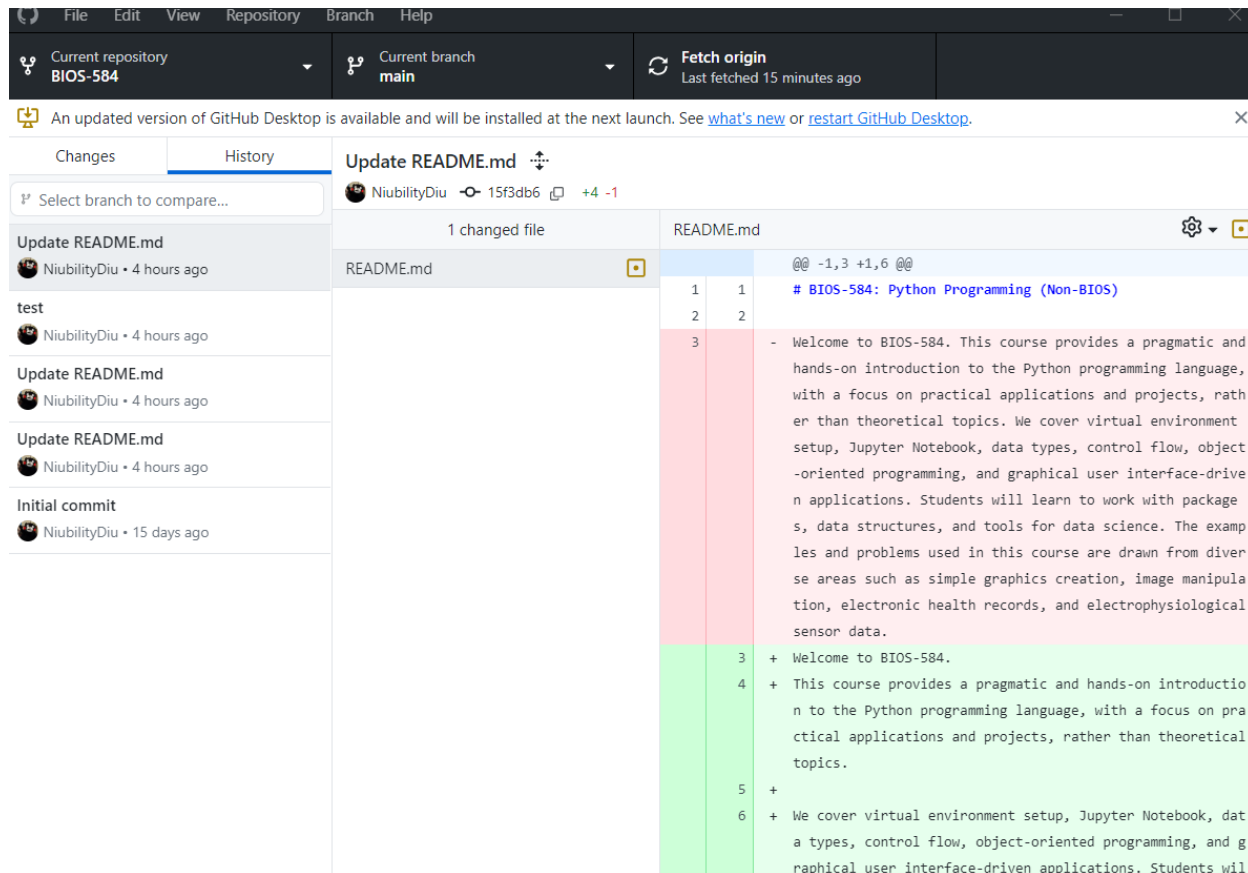 File Edit View Repository Branch Help
Current repository
BIOS-584
Current branch
main
Fetch origin
Last fetched 15 minutes ago
An updated version of GitHub Desktop is available and will be installed at the next launch. See what's new or restart GitHub Desktop.
Changes
History
Select branch to compare...
Update README.md
NiubilityDiu • 4 hours ago
test
NiubilityDiu • 4 hours ago
Update README.md
NiubilityDiu • 4 hours ago
Update README.md
NiubilityDiu • 4 hours ago
Initial commit
NiubilityDiu • 15 days ago
Update README.md
NiubilityDiu 15f3db6 +4 -1
1 changed file
README.md
README.md
@@ -1,3 +1,6 @@
1 1 # BIOS-584: Python Programming (Non-BIOS)
2 2
3 - Welcome to BIOS-584. This course provides a pragmatic and
hands-on introduction to the Python programming language,
with a focus on practical applications and projects, rath
er than theoretical topics. We cover virtual environment
setup, Jupyter Notebook, data types, control flow, object
-oriented programming, and graphical user interface-drive
n applications. Students will learn to work with package
s, data structures, and tools for data science. The examp
les and problems used in this course are drawn from diver
se areas such as simple graphics creation, image manipula
tion, electronic health records, and electrophysiological
sensor data.
3 + Welcome to BIOS-584.
4 + This course provides a pragmatic and hands-on introductio
n to the Python programming language, with a focus on pra
ctical applications and projects, rather than theoretical
topics.
5 +
6 + We cover virtual environment setup, Jupyter Notebook, dat
a types, control flow, object-oriented programming, and g
raphical user interface-driven applications. Students wil